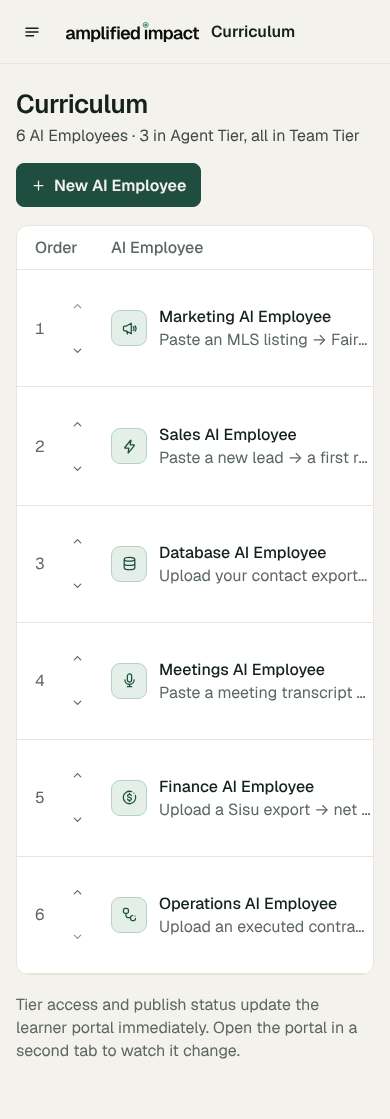 amplified impact Curriculum
Curriculum
6 AI Employees · 3 in Agent Tier, all in Team Tier
+ New AI Employee
Order AI Employee
1 Marketing AI Employee
Paste an MLS listing → Fair...
2 Sales AI Employee
Paste a new lead → a first r...
3 Database AI Employee
Upload your contact export...
4 Meetings AI Employee
Paste a meeting transcript ...
5 Finance AI Employee
Upload a Sisu export → net ...
6 Operations AI Employee
Upload an executed contra...
Tier access and publish status update the
learner portal immediately. Open the portal in a
second tab to watch it change.